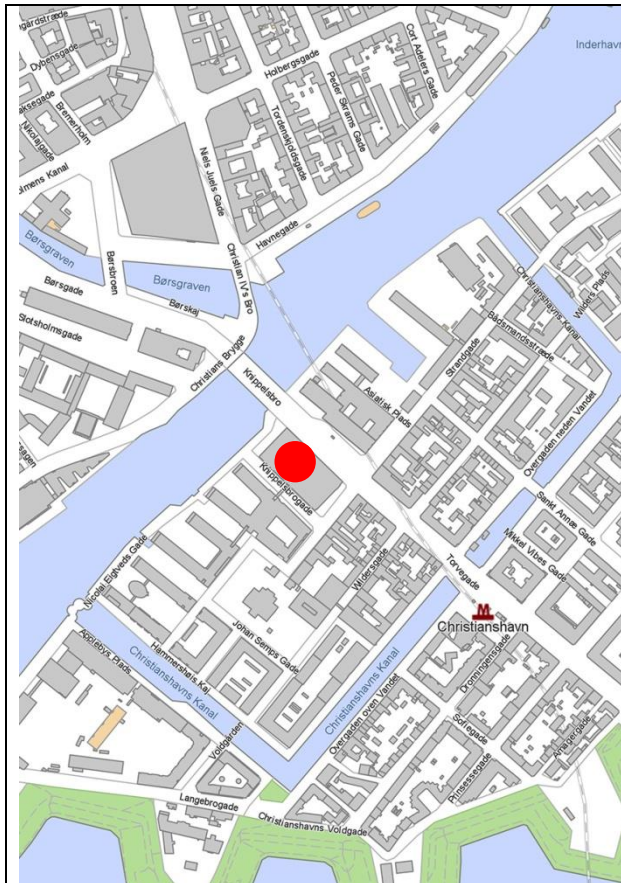 Dybensgade
Holbergsgade
Cort Adelers Gade
Peder Skrams Gade
Inderhavn
Bremerholm
Nikolajgade
Tordenskjoldsgade
Niels Juels Gade
Havnegade
Børsgraven
Børsbroen
Christian IV's Bro
Børsgraven
Børsgade
Børskaj
Slotsholmsgade
Christians Brygge
Knippelsbro
Christianshavns Kanal
Wilders Plads
Bådsmandsstræde
Strandgade
Asiatisk Plads
Overgaden neden Vandet
Knippelsbrogade
Sankt Annæ Gade
Mikkel Vibes Gade
Torvegade
Wildersgade
Nicolai Eigtveds Gade
M
Christianshavn
Johan Semps Gade
Hammershøis Kaj
Applebys Plads
Christianshavns Kanal
Christianshavns Kanal
Dronningensgade
Overgaden oven Vandet
Sofiegade
Voldgården
Prinsessegade
Amagergade
Langebrogade
Christianshavns Voldgade